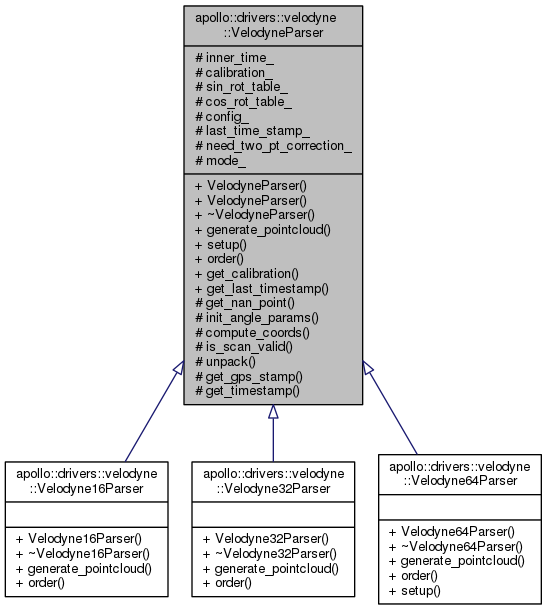 apollo::drivers::velodyne
::VelodyneParser
# inner_time_
# calibration_
# sin_rot_table_
# cos_rot_table_
# config_
# last_time_stamp_
# need_two_pt_correction_
# mode_
+ VelodyneParser()
+ VelodyneParser()
+ ~VelodyneParser()
+ generate_pointcloud()
+ setup()
+ order()
+ get_calibration()
+ get_last_timestamp()
# get_nan_point()
# init_angle_params()
# compute_coords()
# is_scan_valid()
# unpack()
# get_gps_stamp()
# get_timestamp()
apollo::drivers::velodyne
::Velodyne16Parser
+ Velodyne16Parser()
+ ~Velodyne16Parser()
+ generate_pointcloud()
+ order()
apollo::drivers::velodyne
::Velodyne32Parser
+ Velodyne32Parser()
+ ~Velodyne32Parser()
+ generate_pointcloud()
+ order()
apollo::drivers::velodyne
::Velodyne64Parser
+ Velodyne64Parser()
+ ~Velodyne64Parser()
+ generate_pointcloud()
+ order()
+ setup()